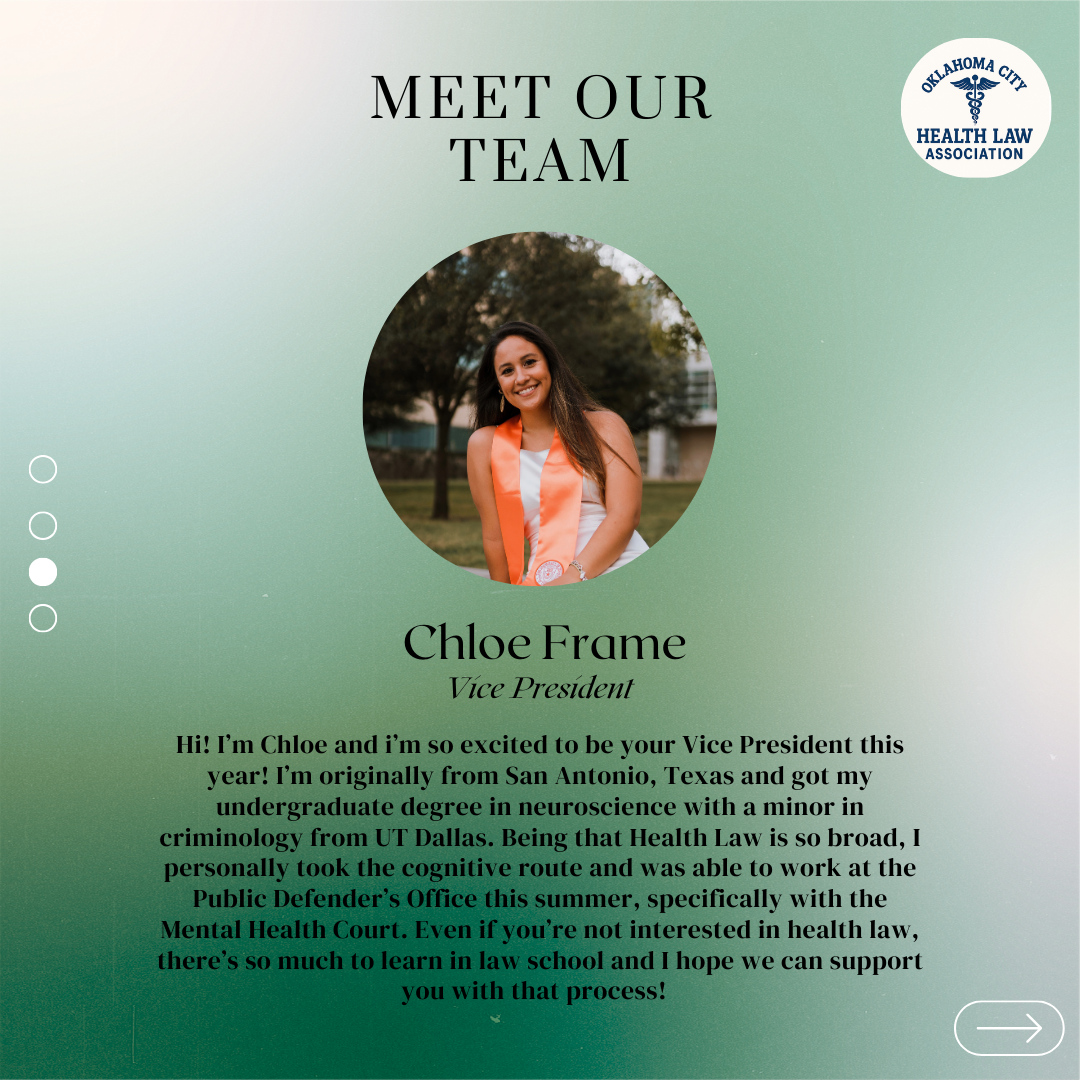 MEET OUR
TEAM
OKLAHOMA CITY
HEALTH LAW
ASSOCIATION
Chloe Frame
Vice President
Hi! I'm Chloe and i'm so excited to be your Vice President this
year! I'm originally from San Antonio, Texas and got my
undergraduate degree in neuroscience with a minor in
criminology from UT Dallas. Being that Health Law is so broad, I
personally took the cognitive route and was able to work at the
Public Defender's Office this summer, specifically with the
Mental Health Court. Even if you're not interested in health law,
there's so much to learn in law school and I hope we can support
you with that process!